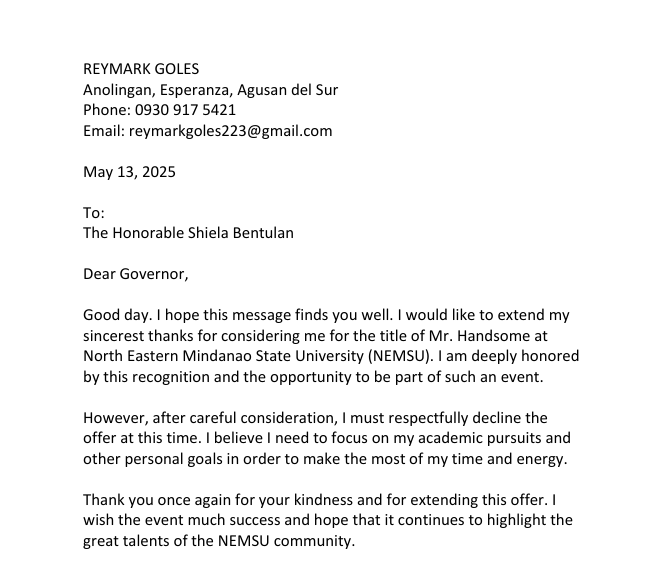 REYMARK GOLES
Anolingan, Esperanza, Agusan del Sur
Phone: 0930 917 5421
Email: reymarkgoles223@gmail.com
May 13, 2025
To:
The Honorable Shiela Bentulan
Dear Governor,
Good day. I hope this message finds you well. I would like to extend my
sincerest thanks for considering me for the title of Mr. Handsome at
North Eastern Mindanao State University (NEMSU). I am deeply honored
by this recognition and the opportunity to be part of such an event.
However, after careful consideration, I must respectfully decline the
offer at this time. I believe I need to focus on my academic pursuits and
other personal goals in order to make the most of my time and energy.
Thank you once again for your kindness and for extending this offer. I
wish the event much success and hope that it continues to highlight the
great talents of the NEMSU community.